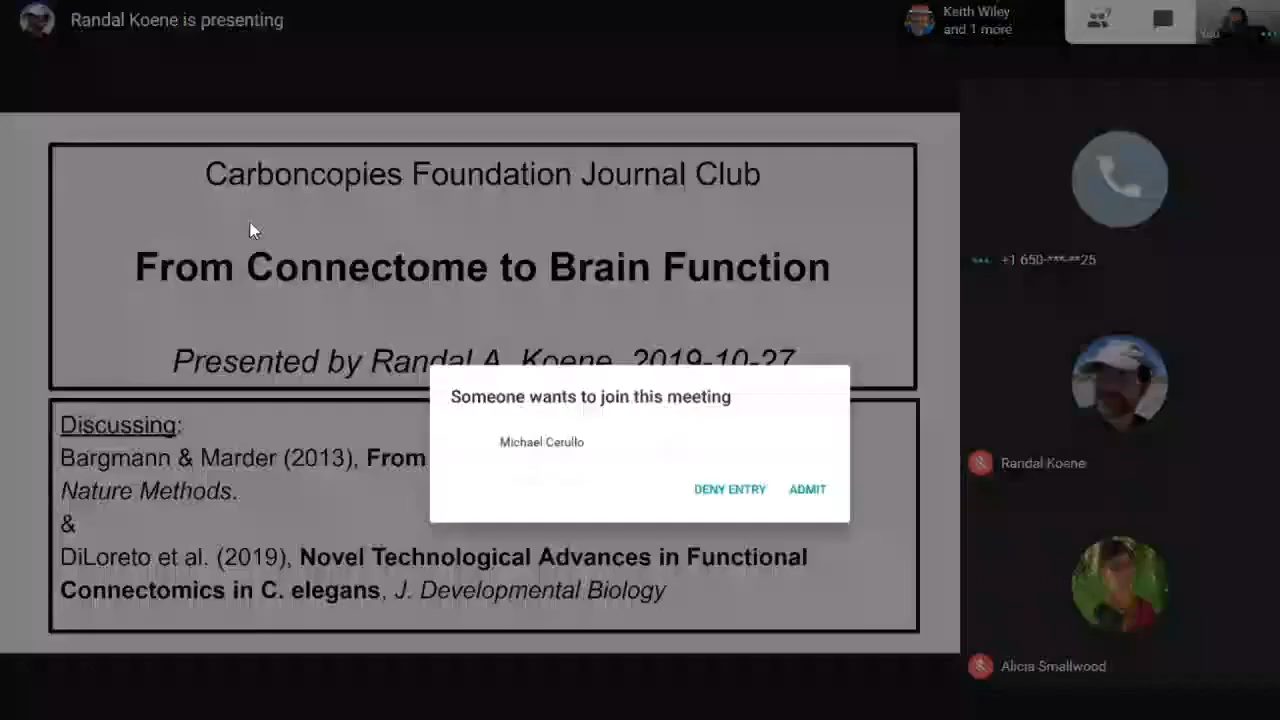 Randal Koene is presenting
Keith Wiley
and 1 more
You
Carboncopies Foundation Journal Club
From Connectome to Brain Function
Presented by Randal A. Koene, 2019-10-27
Someone wants to join this meeting
Michael Cerullo
DENY ENTRY ADMIT
Discussing:
Bargmann & Marder (2013), From
Nature Methods.
&
DiLoreto et al. (2019), Novel Technological Advances in Functional
Connectomics in C. elegans, J. Developmental Biology
+1 650-***-**25
Randal Koene
Alicia Smallwood